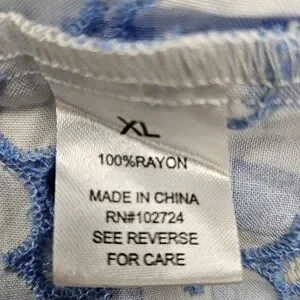 XL
100%RAYON
MADE IN CHINA
RN#102724
SEE REVERSE
FOR CARE